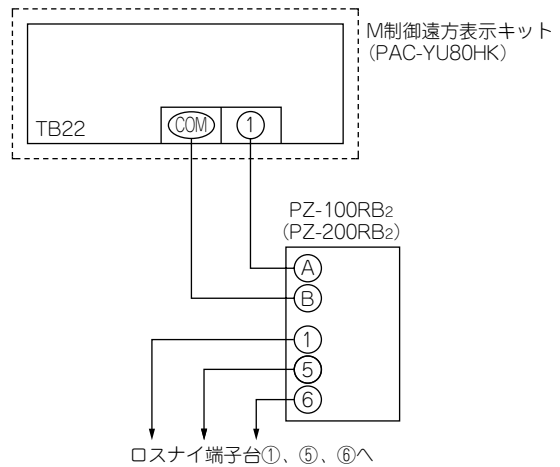 M制御遠方表示キット
(PAC-YU80HK)
TB22
COM
①
PZ-100RB₂
(PZ-200RB₂)
Ⓐ
Ⓑ
①
⑤
⑥
ロスナイ端子台①、⑤、⑥へ